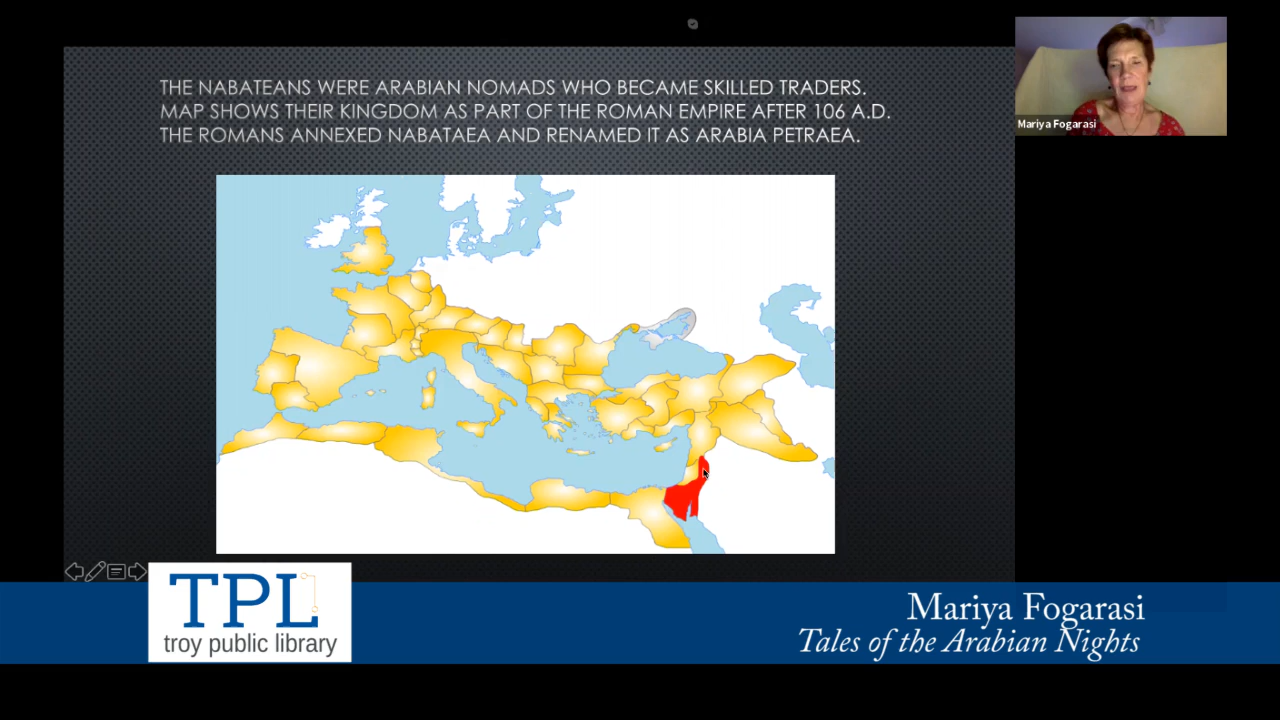 THE NABATEANS WERE ARABIAN NOMADS WHO BECAME SKILLED TRADERS.
MAP SHOWS THEIR KINGDOM AS PART OF THE ROMAN EMPIRE AFTER 106 A.D.
THE ROMANS ANNEXED NABATAEA AND RENAMED IT AS ARABIA PETRAEA.
Mariya Fogarasi
TPL
troy public library
Mariya Fogarasi
Tales of the Arabian Nights